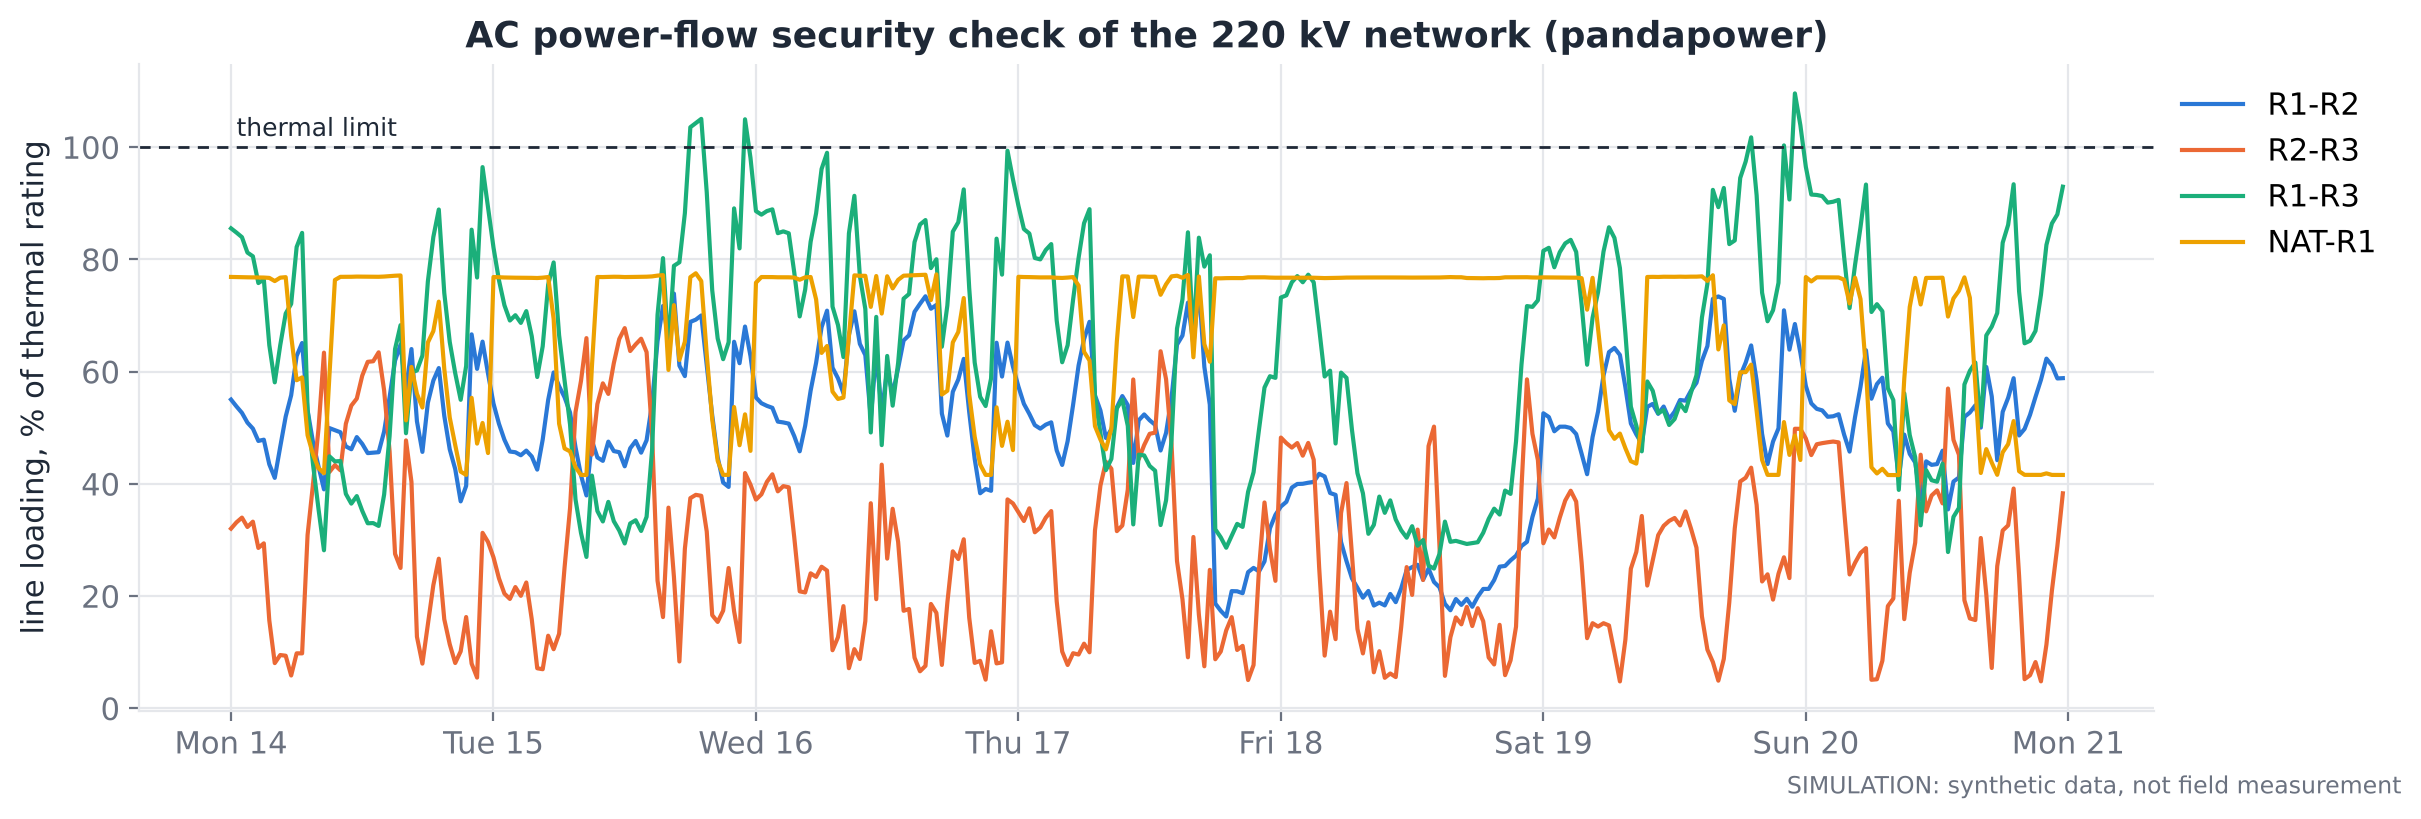 AC power-flow security check of the 220 kV network (pandapower)
line loading, % of thermal rating
thermal limit
100
80
60
40
20
0
Mon 14
Tue 15
Wed 16
Thu 17
Fri 18
Sat 19
Sun 20
Mon 21
R1-R2
R2-R3
R1-R3
NAT-R1
SIMULATION: synthetic data, not field measurement